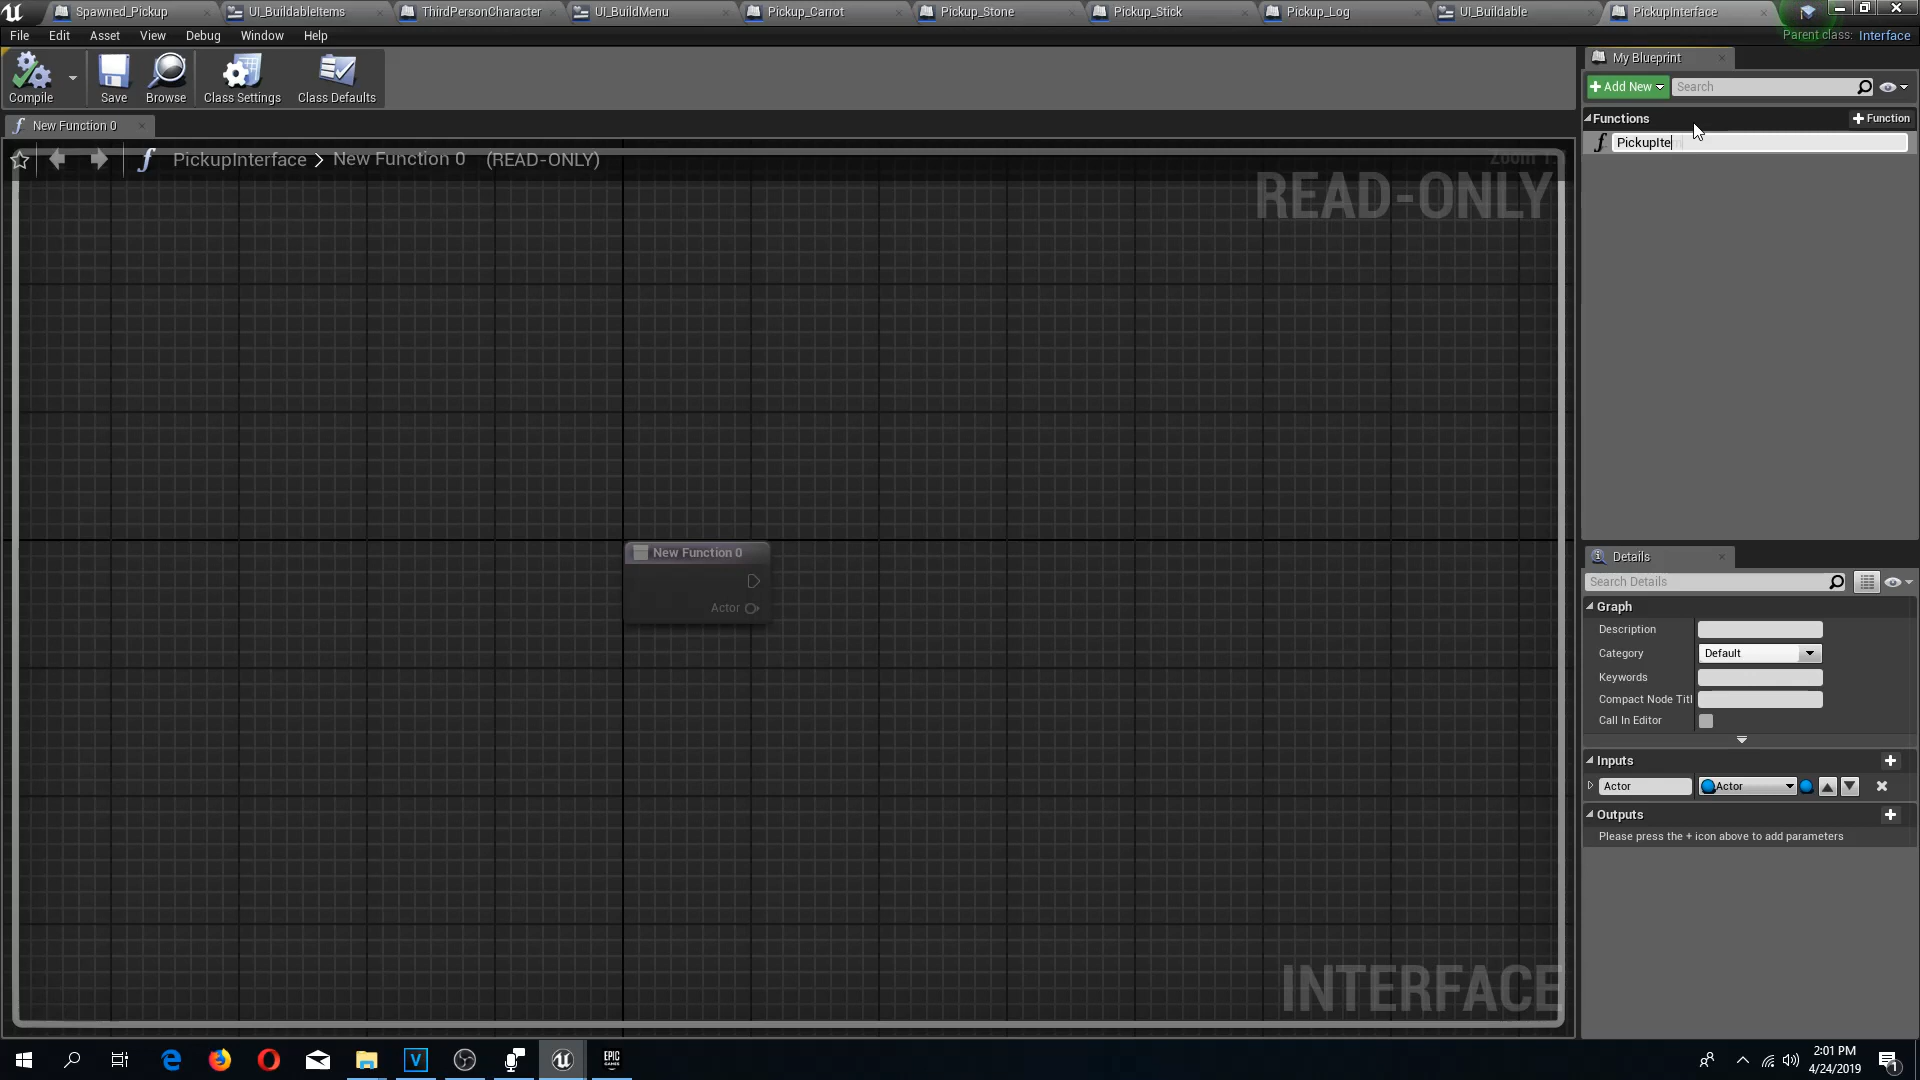 Spawned_Pickup UI_BuildableItems ThirdPersonCharacter UI_BuildMenu Pickup_Carrot Pickup_Stone Pickup_Stick Pickup_Log UI_Buildable PickupInterface
File Edit Asset View Debug Window Help
Parent class: Interface
Compile Save Browse Class Settings Class Defaults
New Function 0
PickupInterface > New Function 0 (READ-ONLY)
READ-ONLY
New Function 0
Actor
INTERFACE
My Blueprint
+ Add New Search
Functions + Function
PickupIte
Details
Search Details
Graph
Description
Category Default
Keywords
Compact Node Titl
Call In Editor
Inputs
Actor Actor
Outputs
Please press the + icon above to add parameters
V EPIC GAMES
2:01 PM
4/24/2019
1